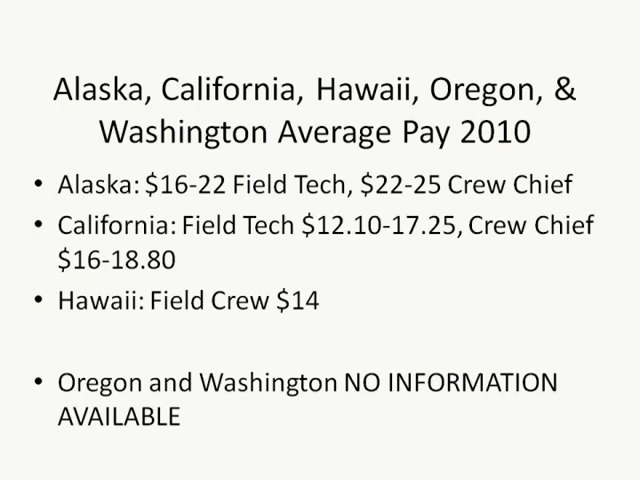 Alaska, California, Hawaii, Oregon, &
Washington Average Pay 2010
• Alaska: $16-22 Field Tech, $22-25 Crew Chief
• California: Field Tech $12.10-17.25, Crew Chief
$16-18.80
• Hawaii: Field Crew $14
• Oregon and Washington NO INFORMATION
AVAILABLE